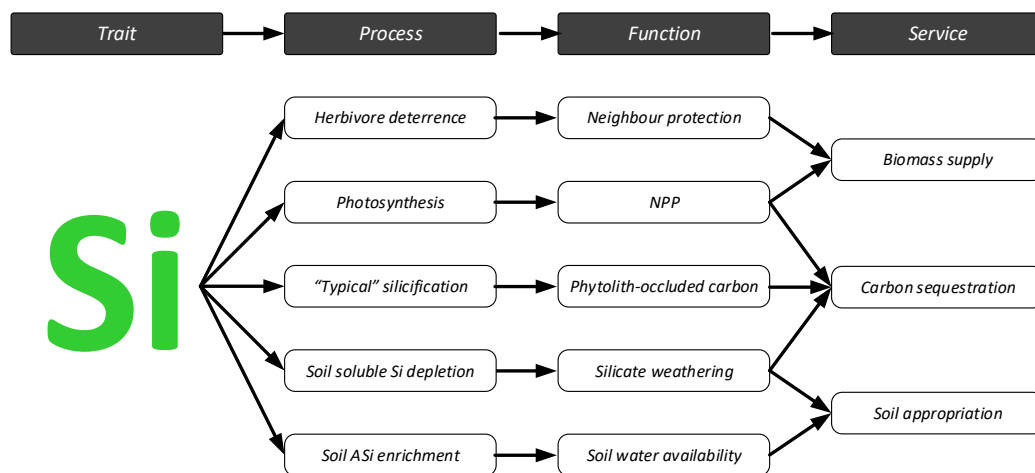 Trait
Process
Function
Service
Herbivore deterrence
Neighbour protection
Biomass supply
Photosynthesis
NPP
Si
“Typical” silicification
Phytolith-occluded carbon
Carbon sequestration
Soil soluble Si depletion
Silicate weathering
Soil appropriation
Soil ASi enrichment
Soil water availability